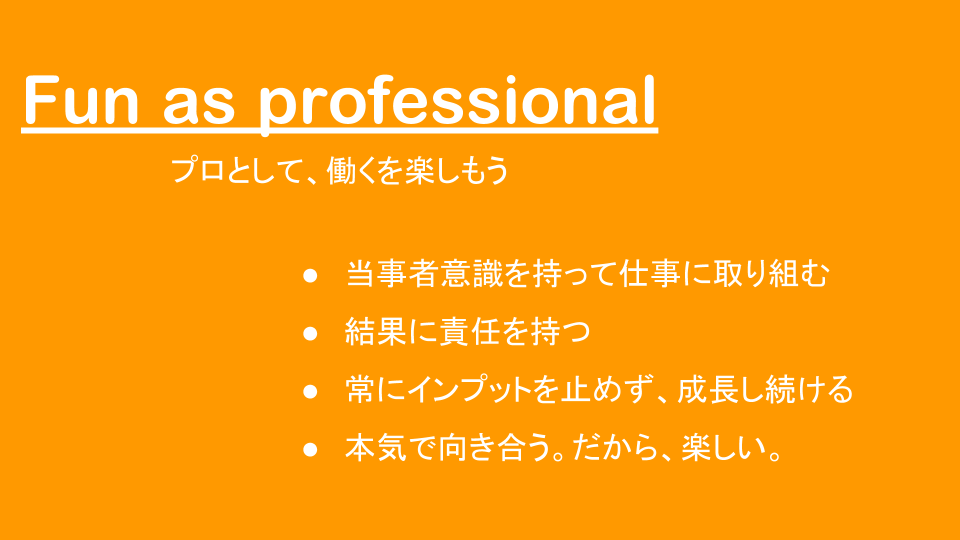 Fun as professional
プロとして、働くを楽しもう
● 当事者意識を持って仕事に取り組む
● 結果に責任を持つ
● 常にインプットを止めず、成長し続ける
● 本気で向き合う。だから、楽しい。